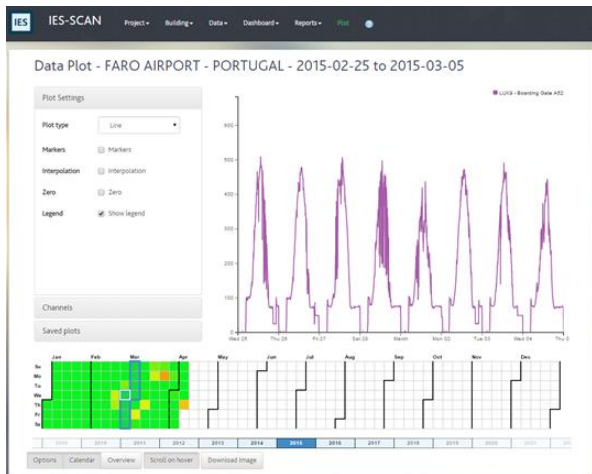 IES IES-SCAN Project Building Data Dashboard Reports Plot ?
Data Plot - FARO AIRPORT - PORTUGAL - 2015-02-25 to 2015-03-05
Plot Settings
Plot type Line
Markers Markers
Interpolation Interpolation
Zero Zero
Legend Show legend
Channels
Saved plots
LUX9 - Boarding Gate A52
600
500
400
300
200
100
0
Wed 25 Thu 26 Fri 27 Sat 28 March Mon 02 Tue 03 Wed 04 Thu 0
Jan Feb Mar Apr May Jun Jul Aug Sep Oct Nov Dec
Su
Mo
Tu
We
Th
Fr
Sa
2009 2010 2011 2012 2013 2014 2015 2016 2017 2018 2019 2020 2021
Options Calendar Overview Scroll on hover Download Image